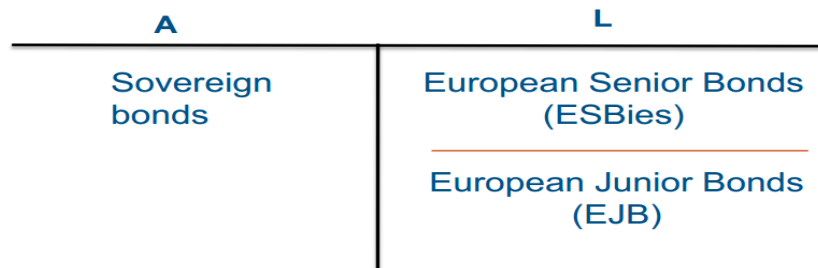 A
L
Sovereign
bonds
European Senior Bonds
(ESBies)
European Junior Bonds
(EJB)